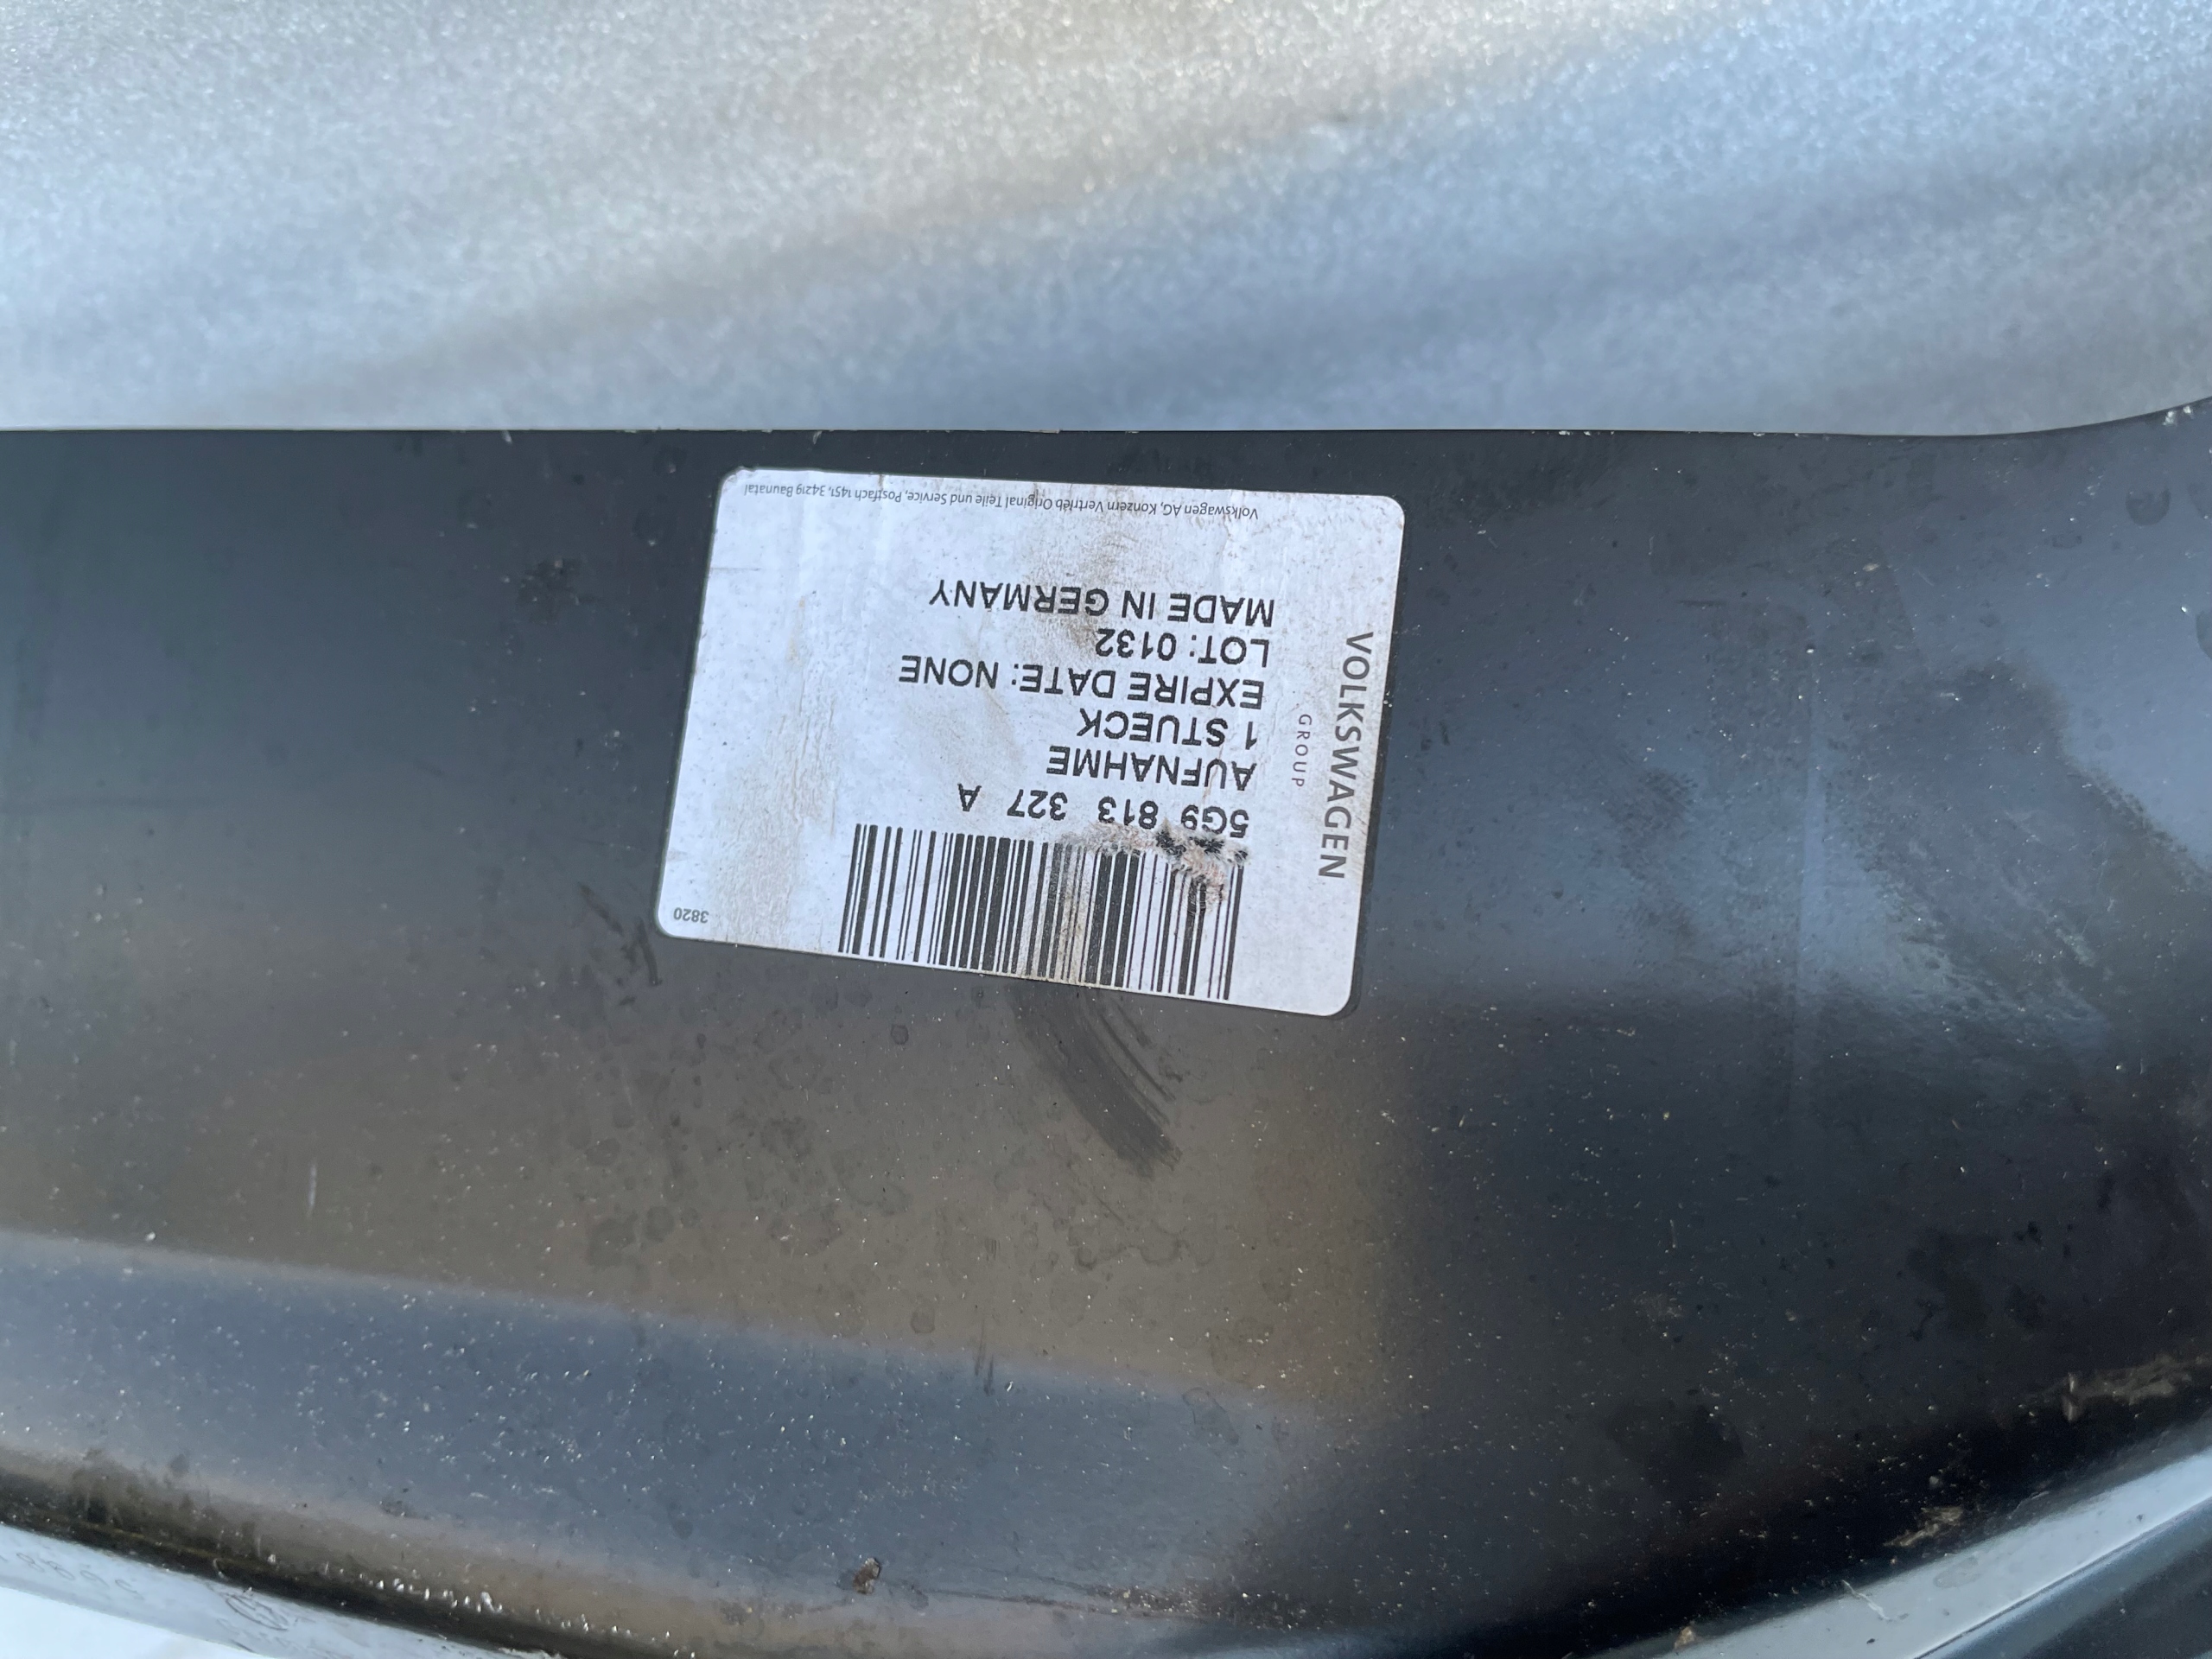 VOLKSWAGEN
GROUP
5G9 813 327 A
AUFNAHME
1 STUECK
EXPIRE DATE: NONE
LOT: 0132
MADE IN GERMANY
Volkswagen AG, Konzern Vertrieb Original Teile und Service, Postfach 1451, 34219 Baunatal
3820